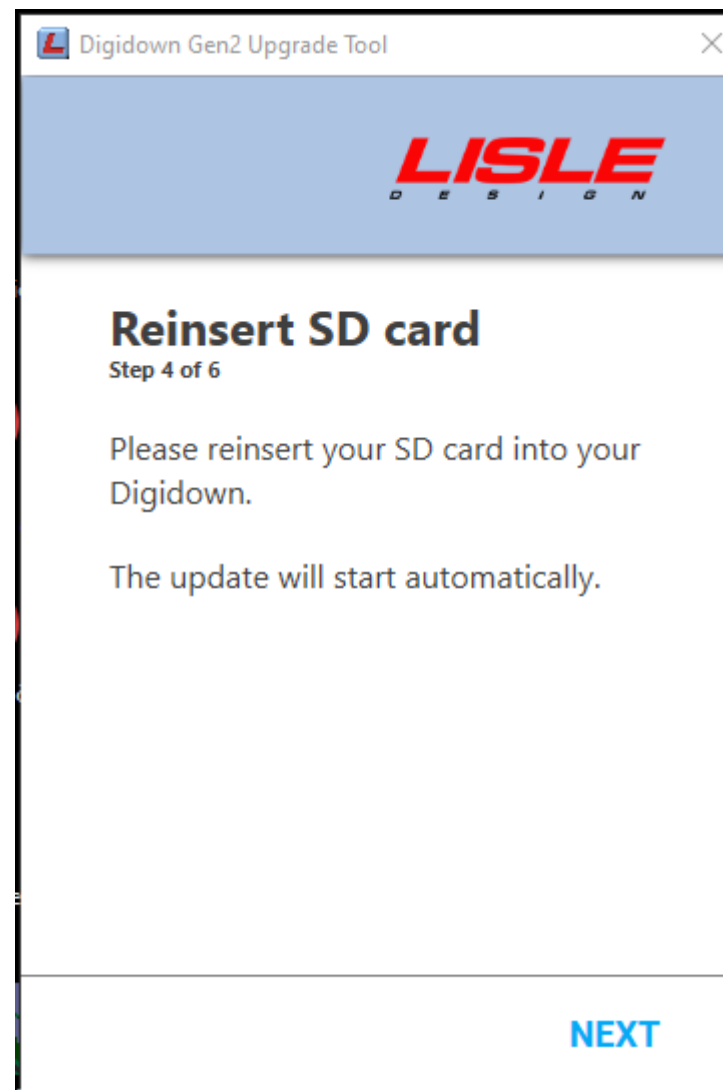 Digidown Gen2 Upgrade Tool
LISLE
DESIGN
Reinsert SD card
Step 4 of 6
Please reinsert your SD card into your
Digidown.
The update will start automatically.
NEXT